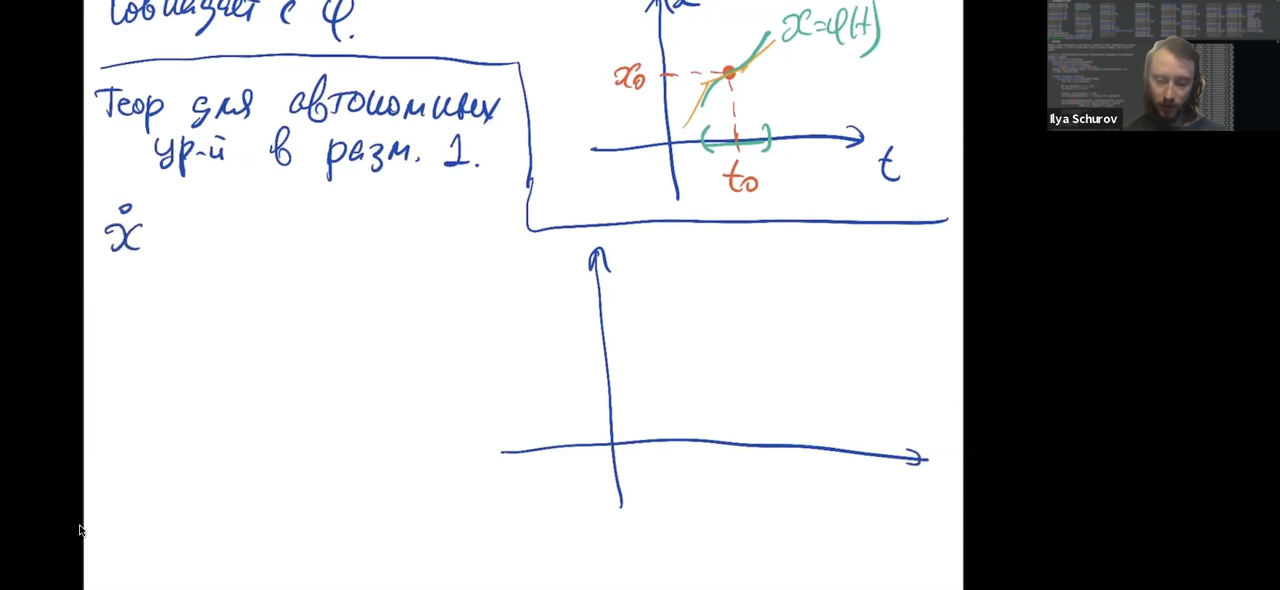 совпадает с φ.
Теор для автономных
ур-й в разм. 1.
ẋ
x
x=φ(t)
x₀
t₀
t
Ilya Schurov